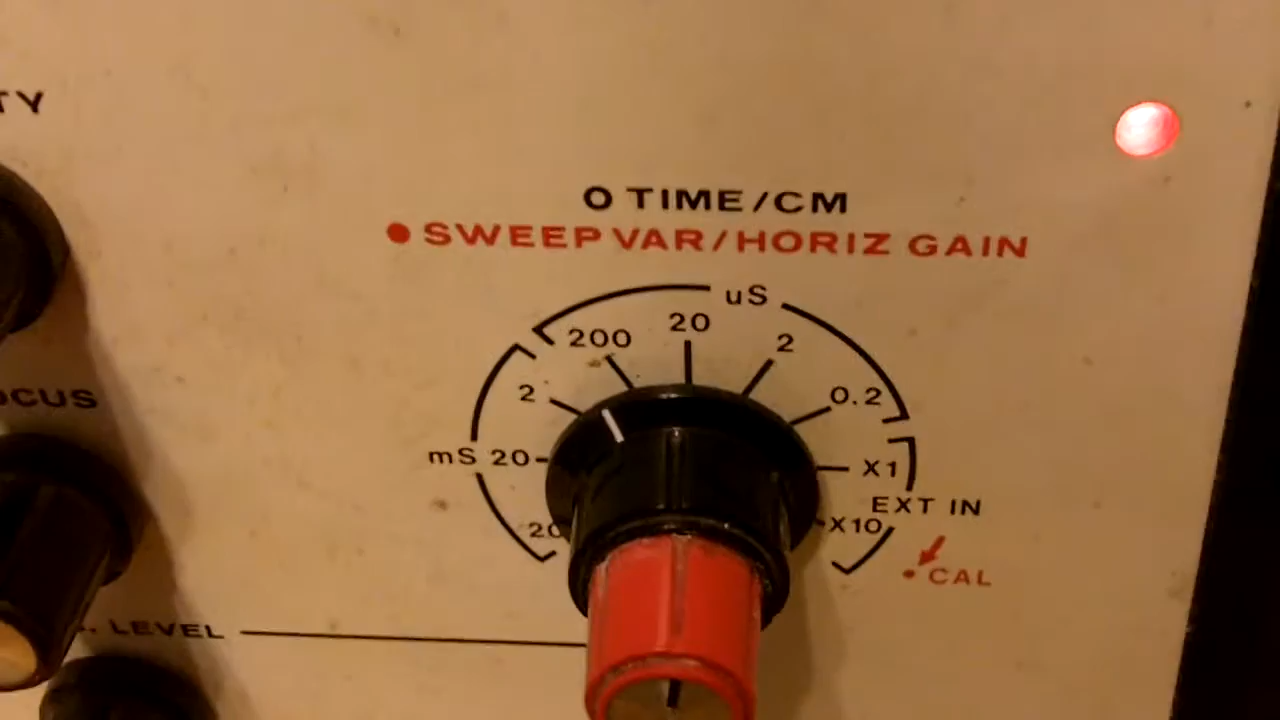 TY
O TIME/CM
● SWEEP VAR/HORIZ GAIN
uS
200 20 2
2 0.2
mS 20 X1
EXT IN
20 X10
CAL
OCUS
LEVEL